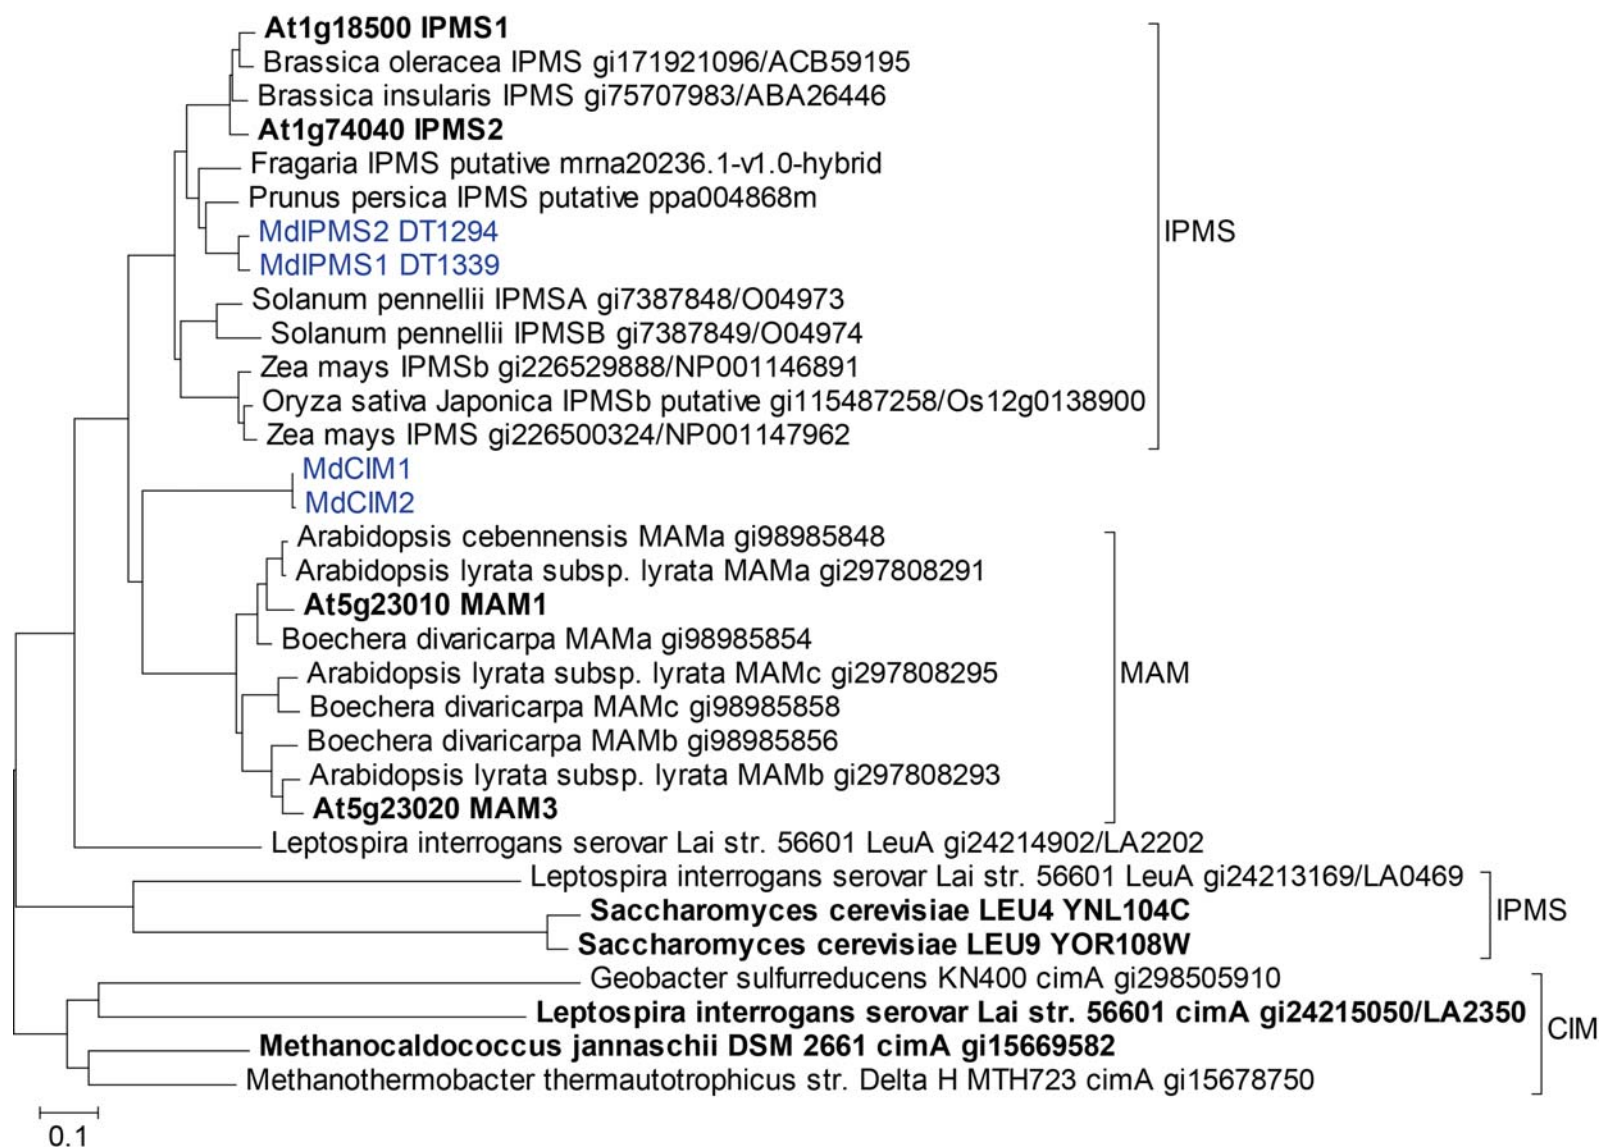 At1g18500 IPMS1
Brassica oleracea IPMS gi171921096/ACB59195
Brassica insularis IPMS gi75707983/ABA26446
At1g74040 IPMS2
Fragaria IPMS putative mrna20236.1-v1.0-hybrid
Prunus persica IPMS putative ppa004868m
MdIPMS2 DT1294
IPMS
MdIPMS1 DT1339
Solanum pennellii IPMSA gi7387848/O04973
Solanum pennellii IPMSB gi7387849/O04974
Zea mays IPMSb gi226529888/NP001146891
Oryza sativa Japonica IPMSb putative gi115487258/Os12g0138900
Zea mays IPMS gi226500324/NP001147962
MdCIM1
MdCIM2
Arabidopsis cebennensis MAMa gi98985848
Arabidopsis lyrata subsp. lyrata MAMa gi297808291
At5g23010 MAM1
Boechera divaricarpa MAMa gi98985854
Arabidopsis lyrata subsp. lyrata MAMc gi297808295
MAM
Boechera divaricarpa MAMc gi98985858
Boechera divaricarpa MAMb gi98985856
Arabidopsis lyrata subsp. lyrata MAMb gi297808293
At5g23020 MAM3
Leptospira interrogans serovar Lai str. 56601 LeuA gi24214902/LA2202
Leptospira interrogans serovar Lai str. 56601 LeuA gi24213169/LA0469
Saccharomyces cerevisiae LEU4 YNL104C
IPMS
Saccharomyces cerevisiae LEU9 YOR108W
Geobacter sulfurreducens KN400 cimA gi298505910
Leptospira interrogans serovar Lai str. 56601 cimA gi24215050/LA2350
CIM
Methanocaldococcus jannaschii DSM 2661 cimA gi15669582
Methanothermobacter thermautotrophicus str. Delta H MTH723 cimA gi15678750
0.1